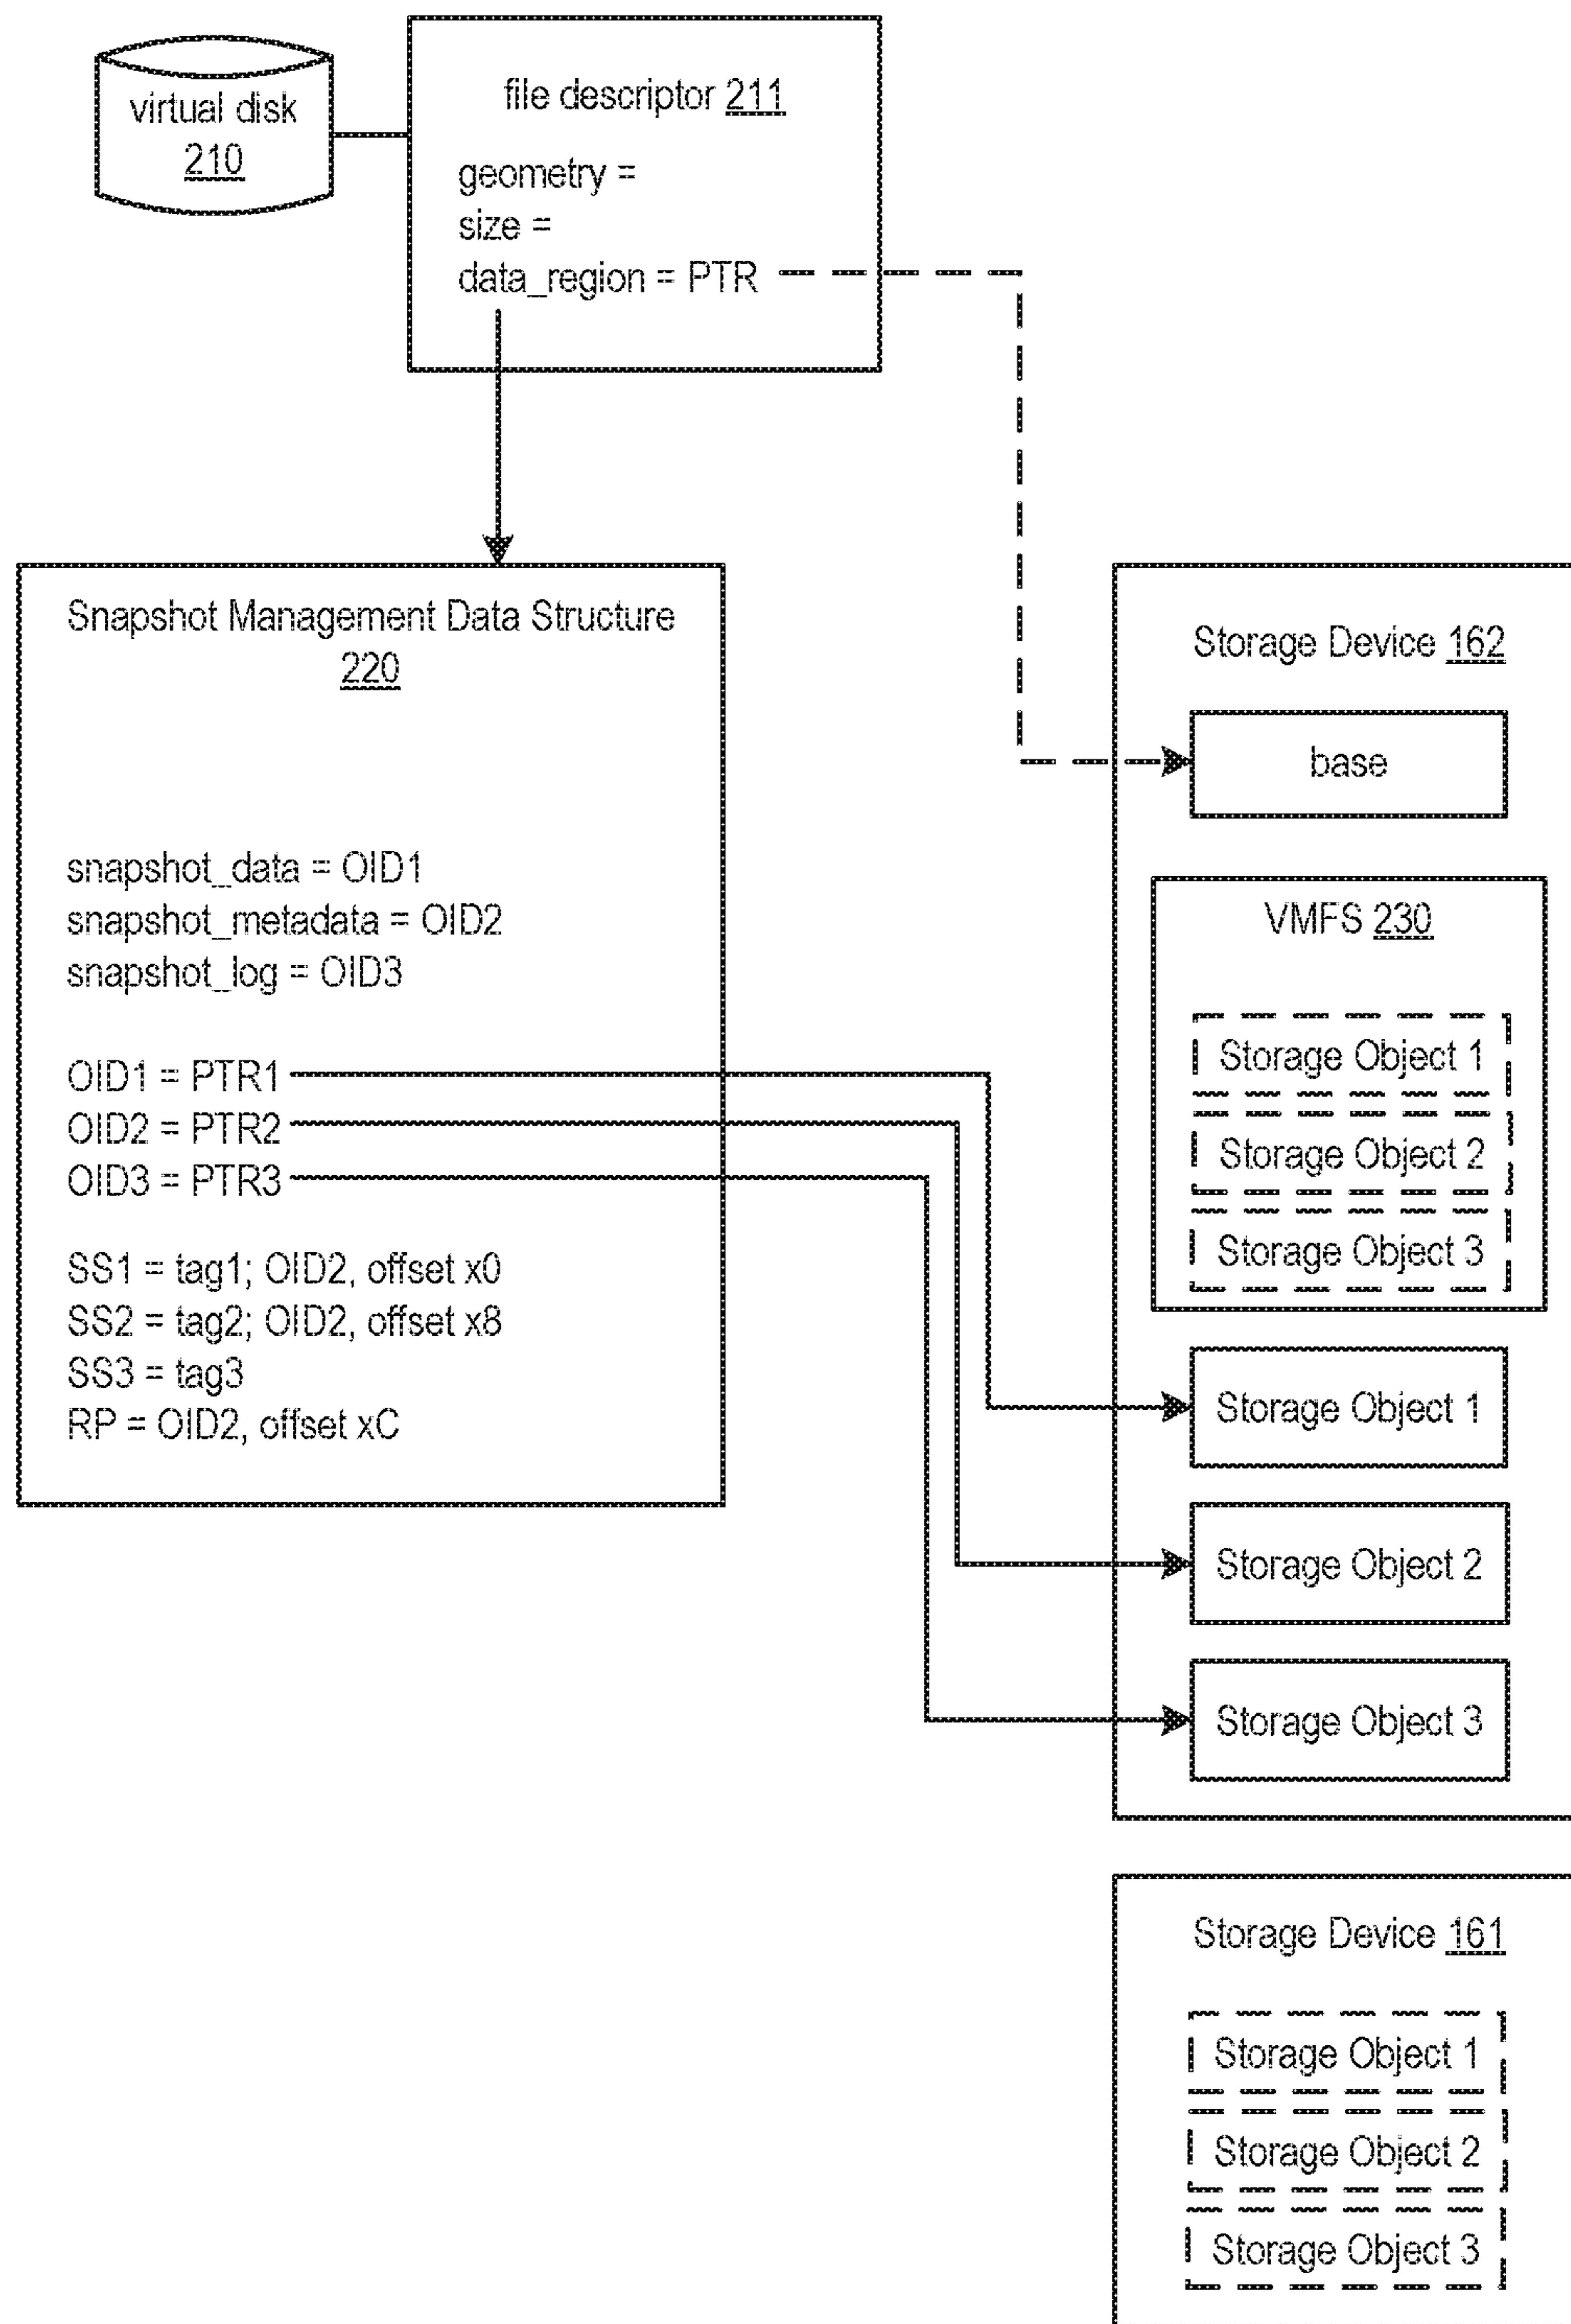 virtual disk
210
file descriptor 211
geometry =
size =
data_region = PTR
Snapshot Management Data Structure
220
snapshot_data = OID1
snapshot_metadata = OID2
snapshot_log = OID3
OID1 = PTR1
OID2 = PTR2
OID3 = PTR3
SS1 = tag1; OID2, offset x0
SS2 = tag2; OID2, offset x8
SS3 = tag3
RP = OID2, offset xC
Storage Device 162
base
VMFS 230
Storage Object 1
Storage Object 2
Storage Object 3
Storage Object 1
Storage Object 2
Storage Object 3
Storage Device 161
Storage Object 1
Storage Object 2
Storage Object 3